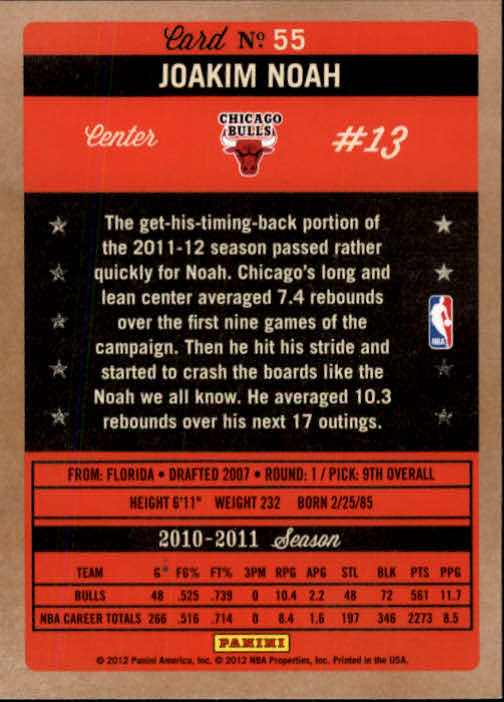 Card Nº 55
JOAKIM NOAH
Center
CHICAGO
BULLS
#13
The get-his-timing-back portion of
the 2011-12 season passed rather
quickly for Noah. Chicago's long and
lean center averaged 7.4 rebounds
over the first nine games of the
campaign. Then he hit his stride and
started to crash the boards like the
Noah we all know. He averaged 10.3
rebounds over his next 17 outings.
NBA
FROM: FLORIDA • DRAFTED 2007 • ROUND: 1 / PICK: 9TH OVERALL
HEIGHT 6'11" WEIGHT 232 BORN 2/25/85
2010-2011 Season
TEAM G FG% FT% 3PM RPG APG STL BLK PTS PPG
BULLS 48 .525 .739 0 10.4 2.2 48 72 561 11.7
NBA CAREER TOTALS 266 .516 .714 0 8.4 1.6 197 346 2273 8.5
PANINI
© 2012 Panini America, Inc. © 2012 NBA Properties, Inc. Printed in the USA.